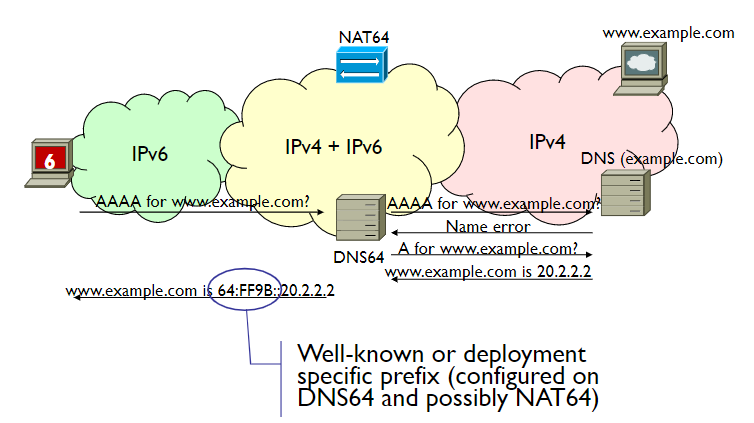 www.example.com
NAT64
IPv6
IPv4 + IPv6
IPv4
6
DNS (example.com)
AAAA for www.example.com?
AAAA for www.example.com?
Name error
DNS64
A for www.example.com?
www.example.com is 20.2.2.2
www.example.com is 64:FF9B::20.2.2.2
Well-known or deployment
specific prefix (configured on
DNS64 and possibly NAT64)